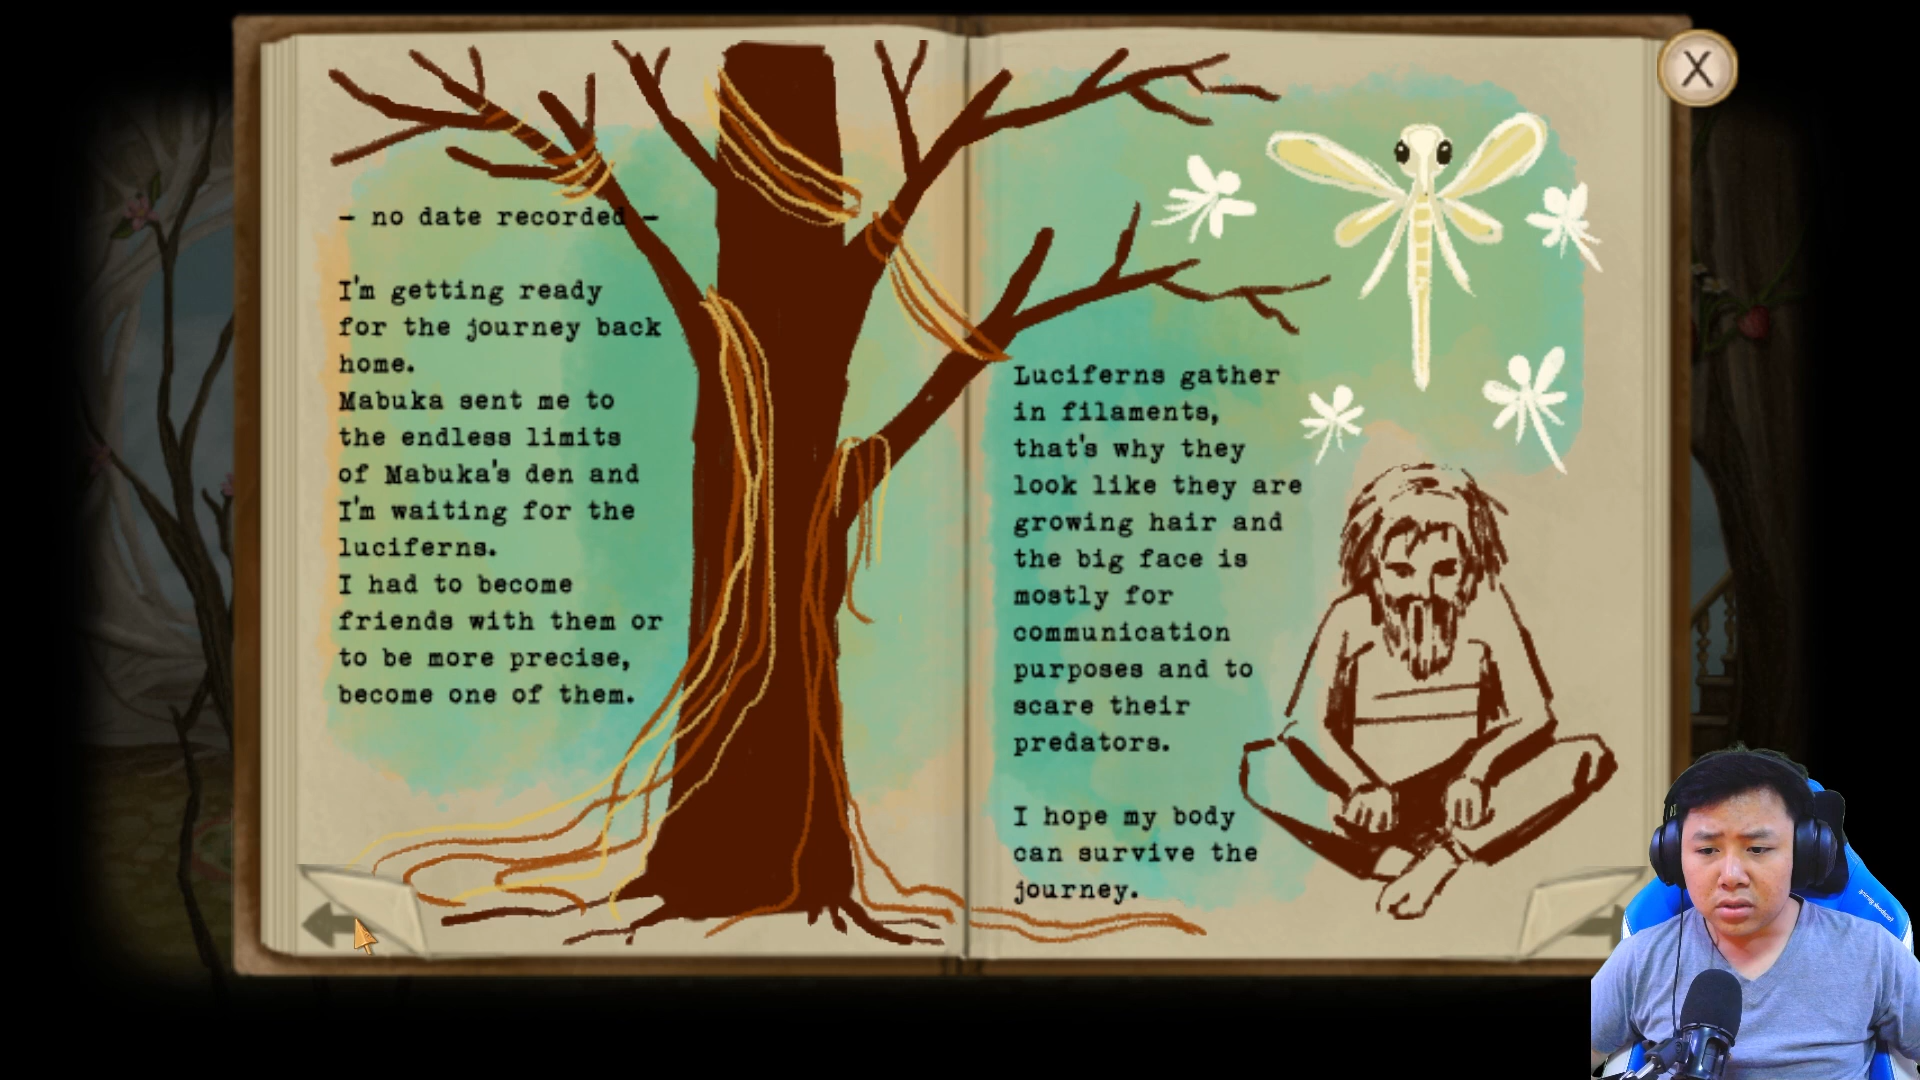 - no date recorded -
I'm getting ready
for the journey back
home.
Mabuka sent me to
the endless limits
of Mabuka's den and
I'm waiting for the
luciferns.
I had to become
friends with them or
to be more precise,
become one of them.
Luciferns gather
in filaments,
that's why they
look like they are
growing hair and
the big face is
mostly for
communication
purposes and to
scare their
predators.
I hope my body
can survive the
journey.
X